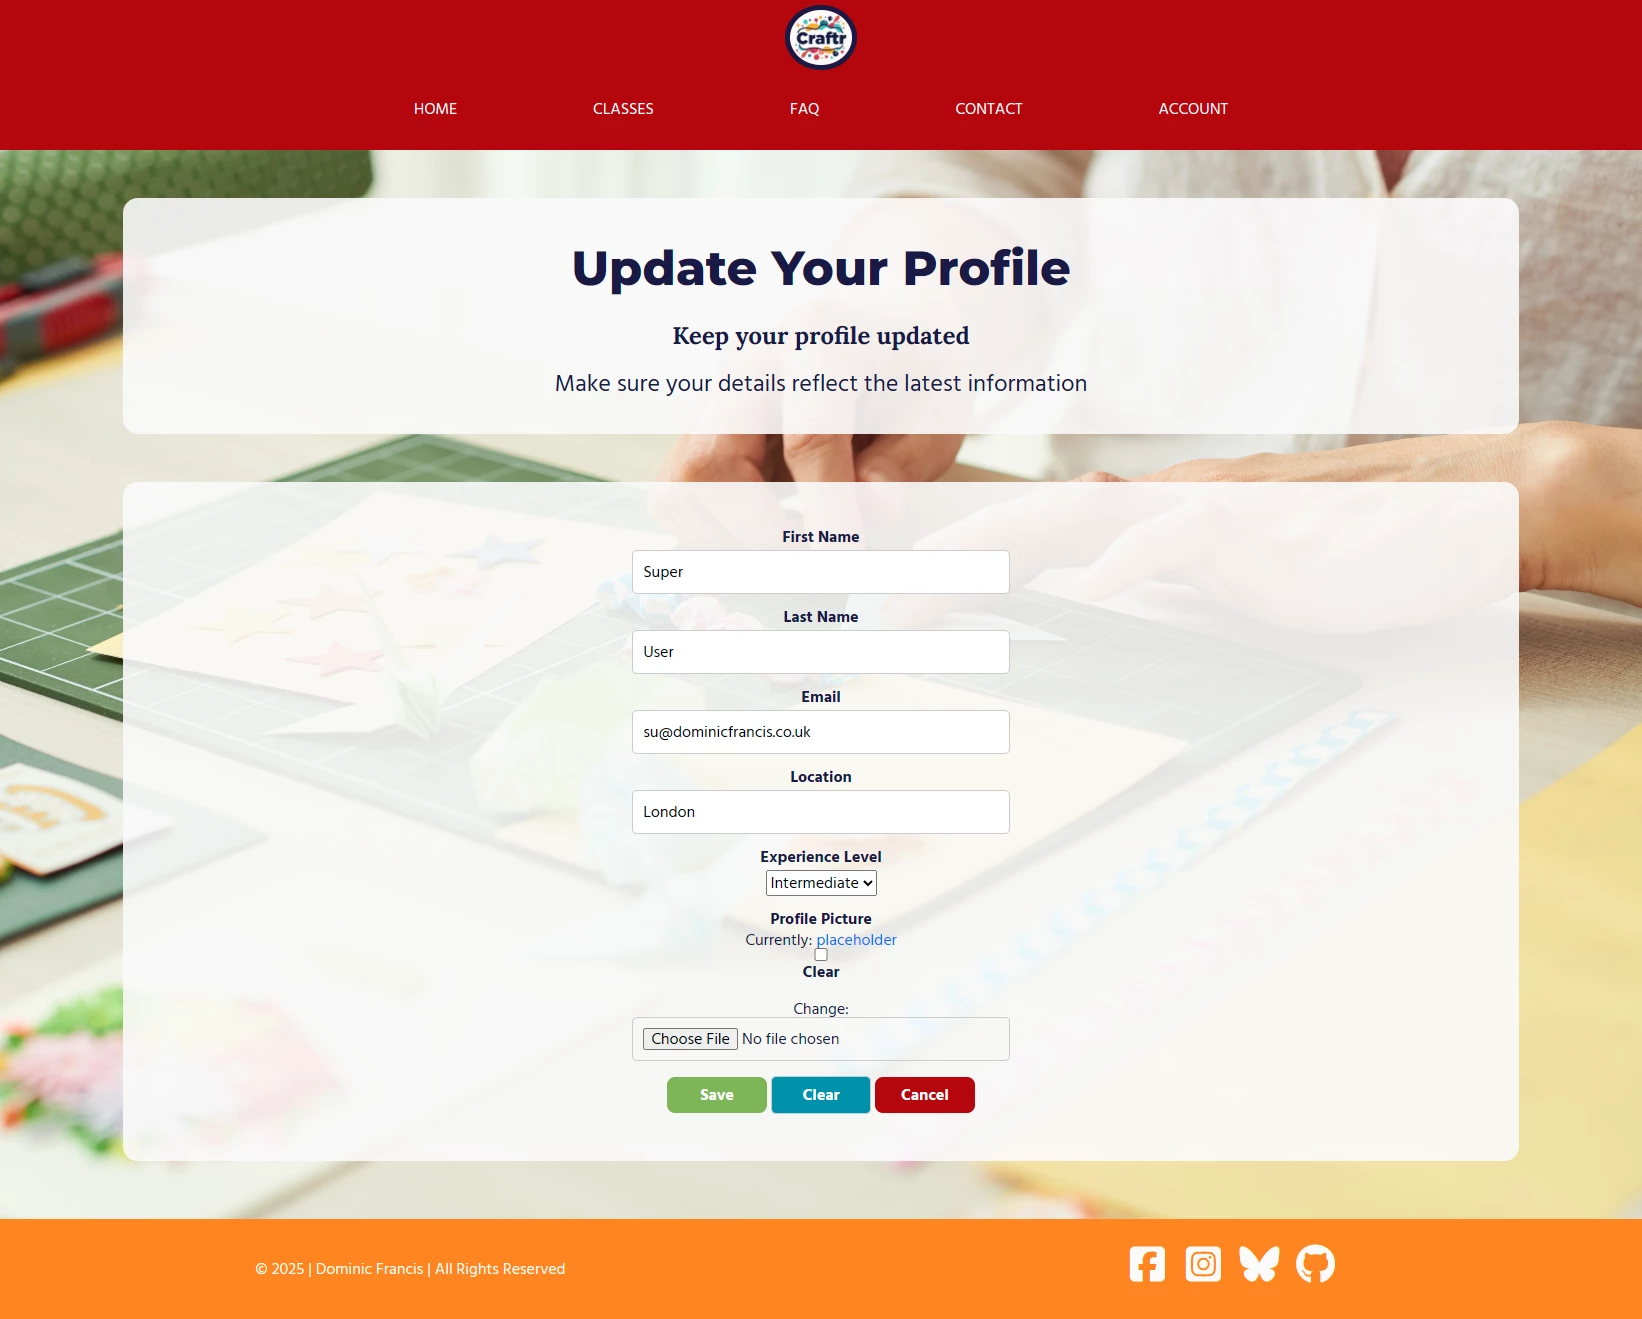 Craftr
HOME CLASSES FAQ CONTACT ACCOUNT
Update Your Profile
Keep your profile updated
Make sure your details reflect the latest information
First Name
Super
Last Name
User
Email
su@dominicfrancis.co.uk
Location
London
Experience Level
Intermediate
Profile Picture
Currently: placeholder
Clear
Change:
Choose File No file chosen
Save Clear Cancel
© 2025 | Dominic Francis | All Rights Reserved